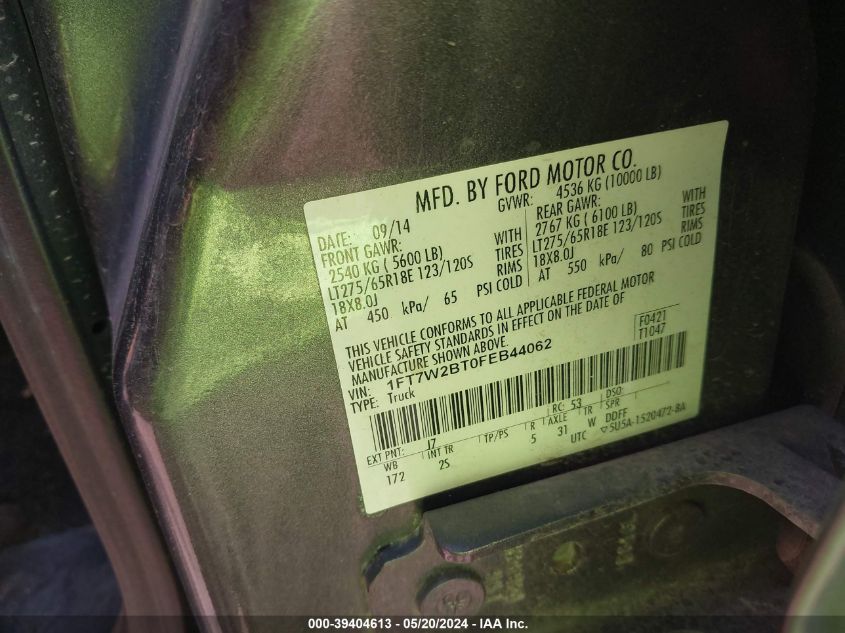 MFD. BY FORD MOTOR CO.
DATE: 09/14 GVWR: 4536 KG (10000 LB)
FRONT GAWR: REAR GAWR:
2540 KG ( 5600 LB) WITH 2767 KG ( 6100 LB) WITH
LT275/65R18E 123/120S TIRES LT275/65R18E 123/120S TIRES
18X8.0J RIMS 18X8.0J RIMS
AT 450 kPa/ 65 PSI COLD AT 550 kPa/ 80 PSI COLD
THIS VEHICLE CONFORMS TO ALL APPLICABLE FEDERAL MOTOR
VEHICLE SAFETY STANDARDS IN EFFECT ON THE DATE OF
MANUFACTURE SHOWN ABOVE. F0421
VIN: 1FT7W2BT0FEB44062 T1047
TYPE: Truck
EXT PNT: J7 RC: 53 DSO:
WB INT TR TP/PS R AXLE TR SPR
172 2S 5 31 W DDFF
UTC ▽5U5A-1520472-BA
000-39404613 - 05/20/2024 - IAA Inc.